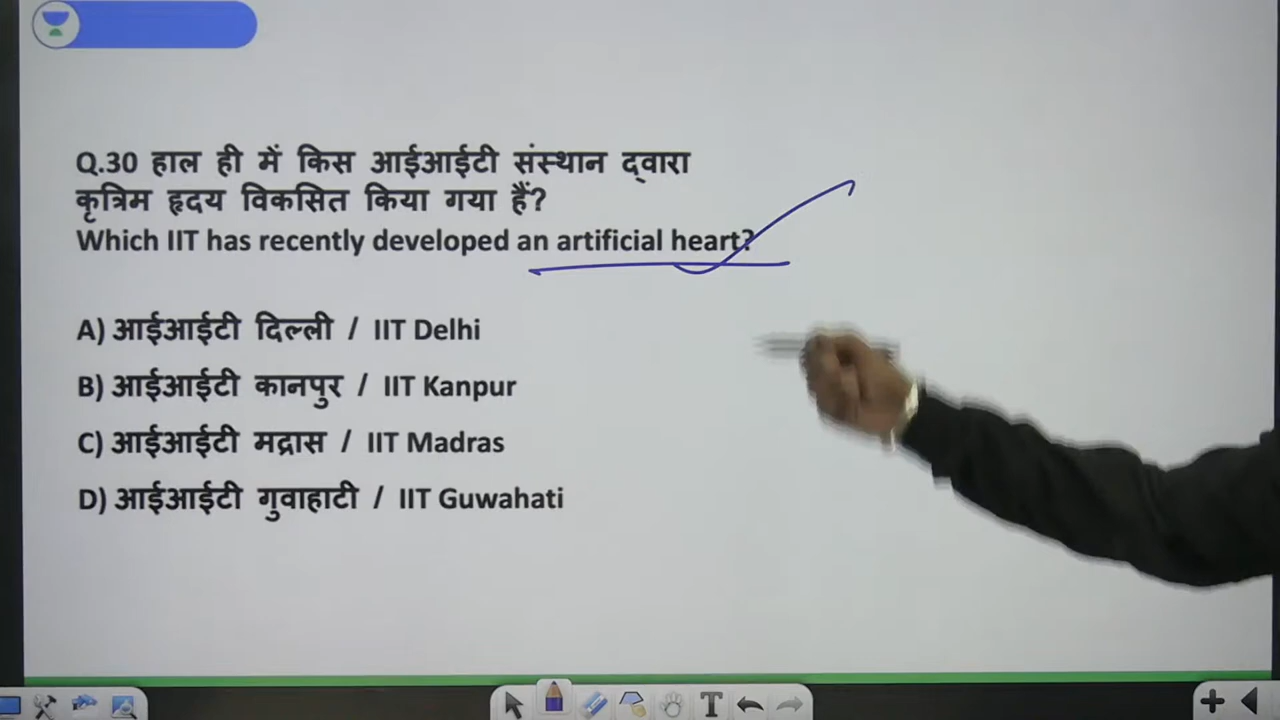 Q.30 हाल ही में किस आईआईटी संस्थान द्वारा
कृत्रिम हृदय विकसित किया गया हैं?
Which IIT has recently developed an artificial heart?
A) आईआईटी दिल्ली / IIT Delhi
B) आईआईटी कानपुर / IIT Kanpur
C) आईआईटी मद्रास / IIT Madras
D) आईआईटी गुवाहाटी / IIT Guwahati
T